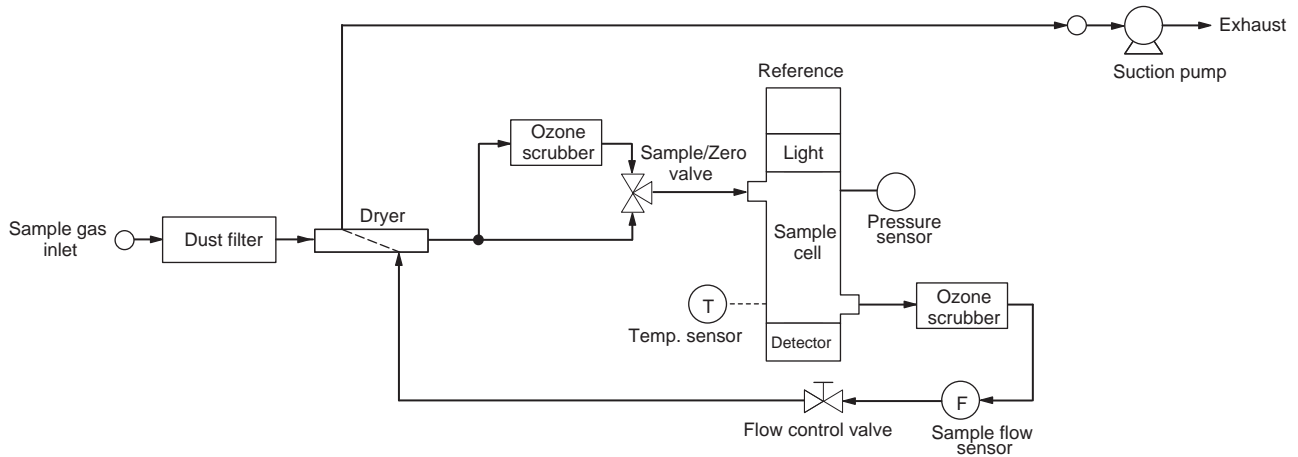 Exhaust
Suction pump
Reference
Ozone
scrubber
Light
Sample/Zero
valve
Sample gas
inlet
Dust filter
Dryer
Pressure
sensor
Sample
cell
T
Temp. sensor
Ozone
scrubber
Detector
F
Flow control valve
Sample flow
sensor